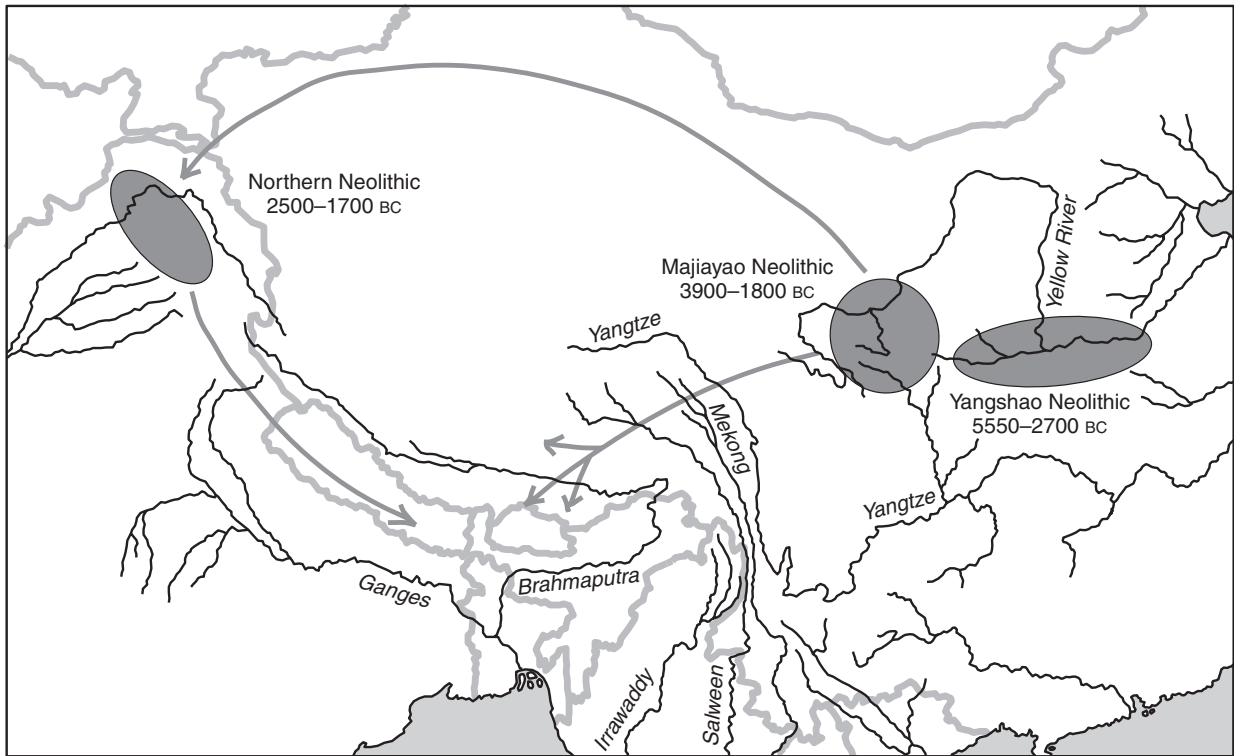 Northern Neolithic
2500–1700 BC
Majiayao Neolithic
3900–1800 BC
Yellow River
Yangtze
Yangshao Neolithic
5550–2700 BC
Mekong
Yangtze
Ganges
Brahmaputra
Irrawaddy
Salween